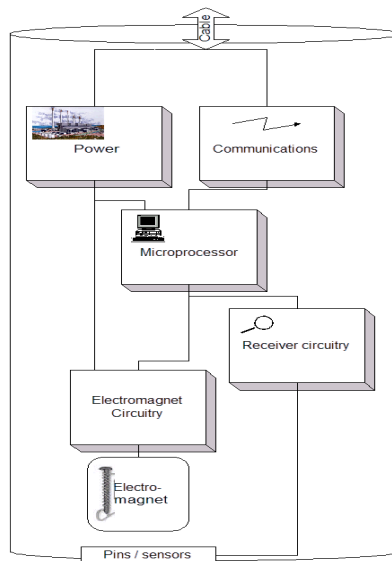 Cable
Power
Communications
Microprocessor
Receiver circuitry
Electromagnet
Circuitry
Electro-
magnet
Pins / sensors